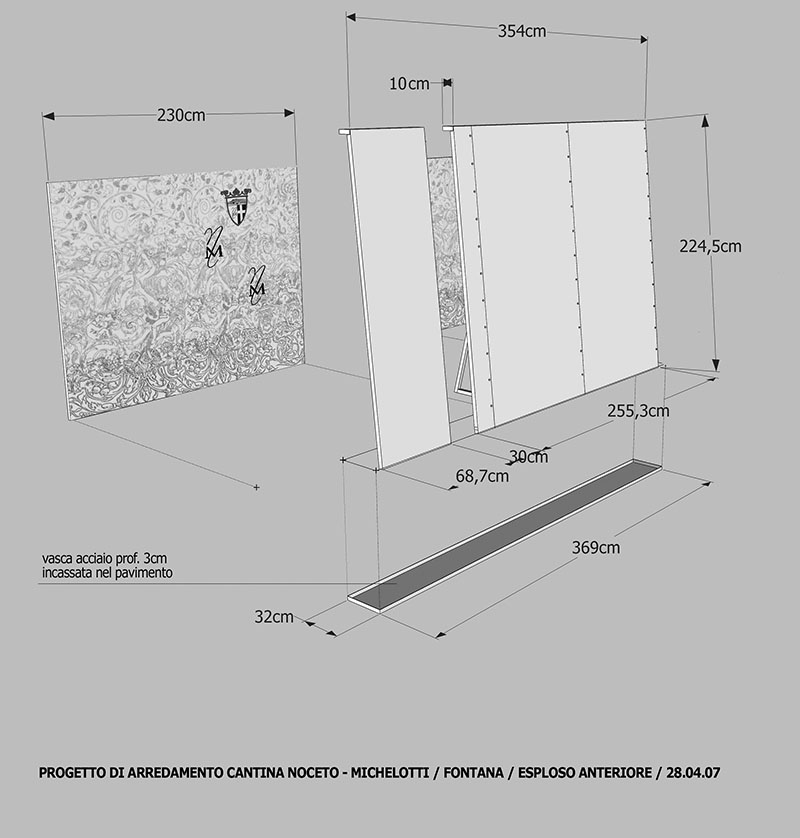 354cm
10cm
230cm
224,5cm
255,3cm
30cm
68,7cm
369cm
vasca acciaio prof. 3cm
incassata nel pavimento
32cm
PROGETTO DI ARREDAMENTO CANTINA NOCETO - MICHELOTTI / FONTANA / ESPLOSO ANTERIORE / 28.04.07